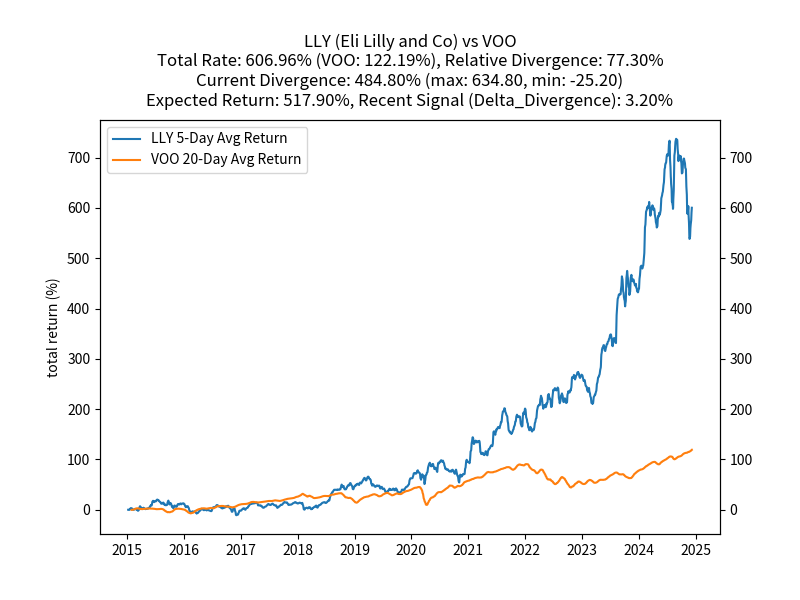 LLY (Eli Lilly and Co) vs VOO
Total Rate: 606.96% (VOO: 122.19%), Relative Divergence: 77.30%
Current Divergence: 484.80% (max: 634.80, min: -25.20)
Expected Return: 517.90%, Recent Signal (Delta_Divergence): 3.20%
LLY 5-Day Avg Return
VOO 20-Day Avg Return
total return (%)
700 700
600 600
500 500
400 400
300 300
200 200
100 100
0 0
2015 2016 2017 2018 2019 2020 2021 2022 2023 2024 2025